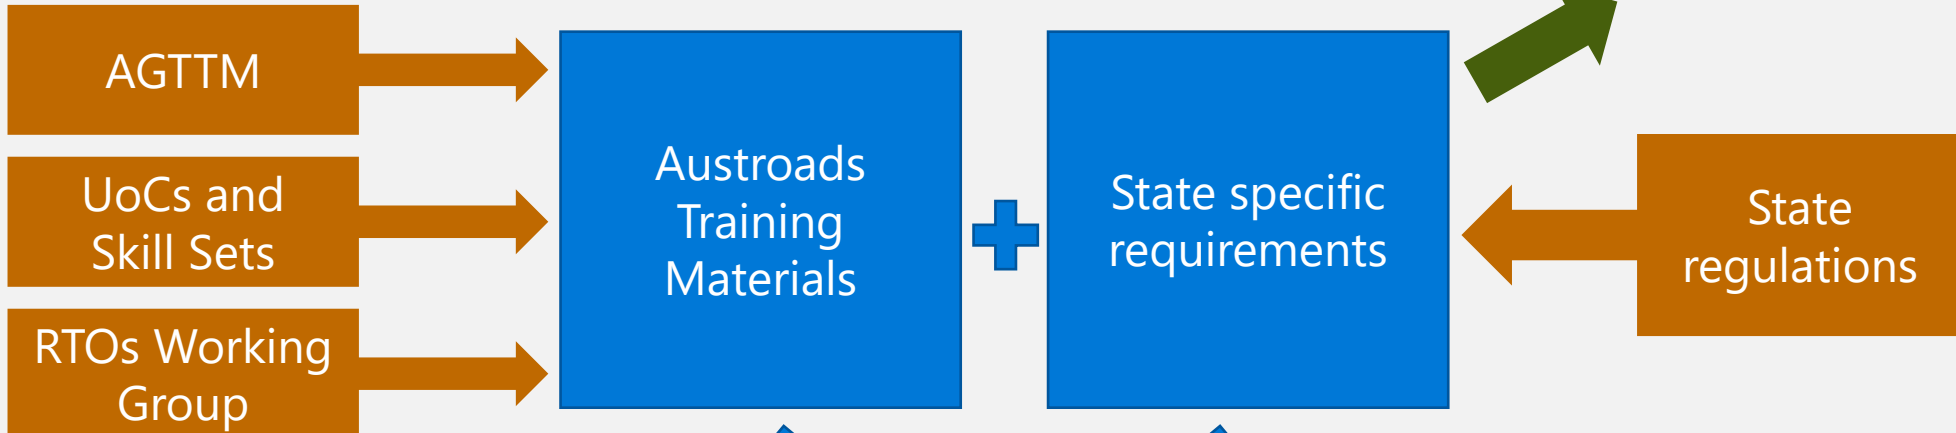 AGTTM
UoCs and
Skill Sets
RTOs Working
Group
Austroads
Training
Materials
State specific
requirements
State
regulations